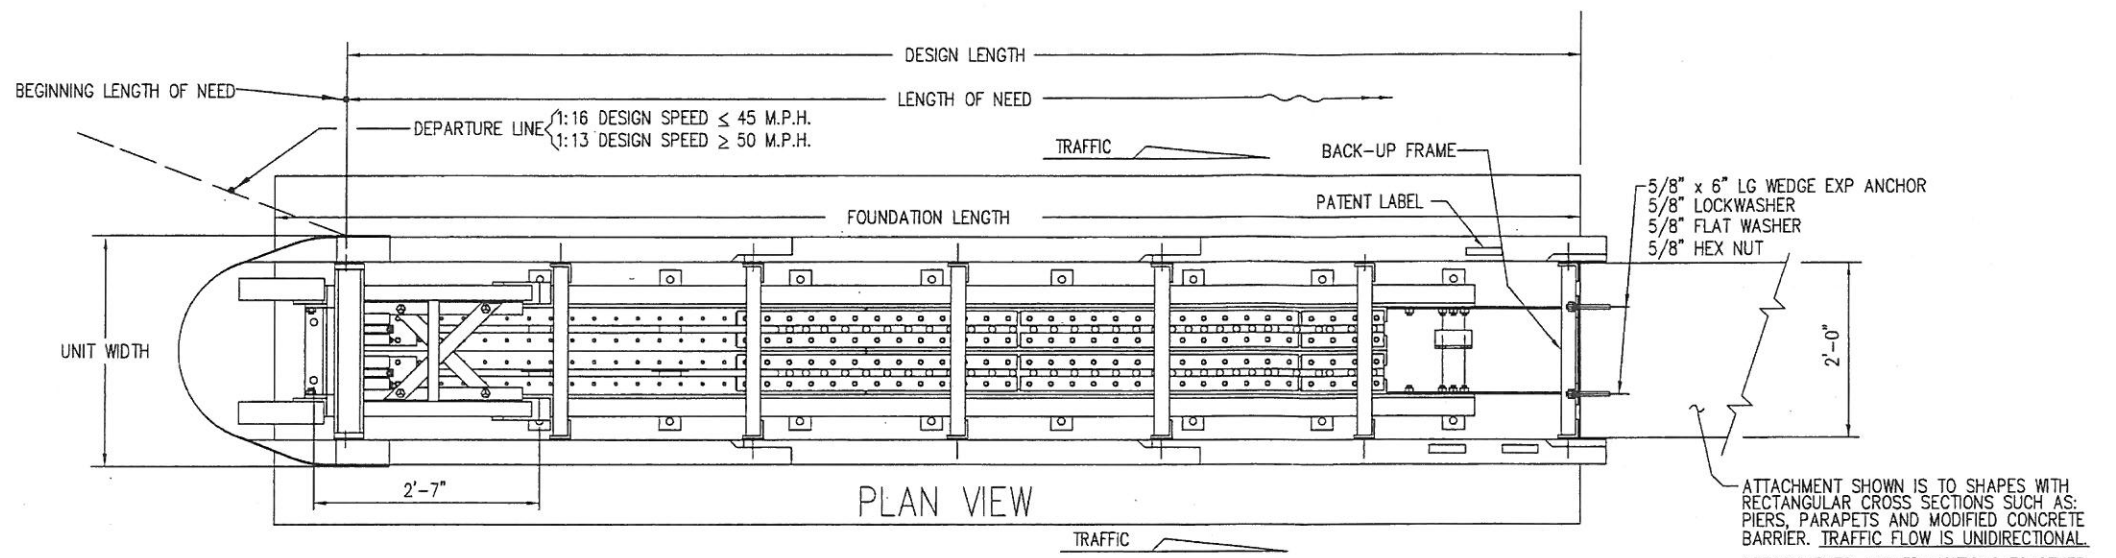 DESIGN LENGTH
BEGINNING LENGTH OF NEED
LENGTH OF NEED
DEPARTURE LINE
1:16 DESIGN SPEED ≤ 45 M.P.H.
1:13 DESIGN SPEED ≥ 50 M.P.H.
TRAFFIC
BACK-UP FRAME
PATENT LABEL
5/8" x 6" LG WEDGE EXP ANCHOR
5/8" LOCKWASHER
5/8" FLAT WASHER
5/8" HEX NUT
FOUNDATION LENGTH
UNIT WIDTH
2'-0"
2'-7"
PLAN VIEW
TRAFFIC
ATTACHMENT SHOWN IS TO SHAPES WITH
RECTANGULAR CROSS SECTIONS SUCH AS:
PIERS, PARAPETS AND MODIFIED CONCRETE
BARRIER. TRAFFIC FLOW IS UNIDIRECTIONAL.